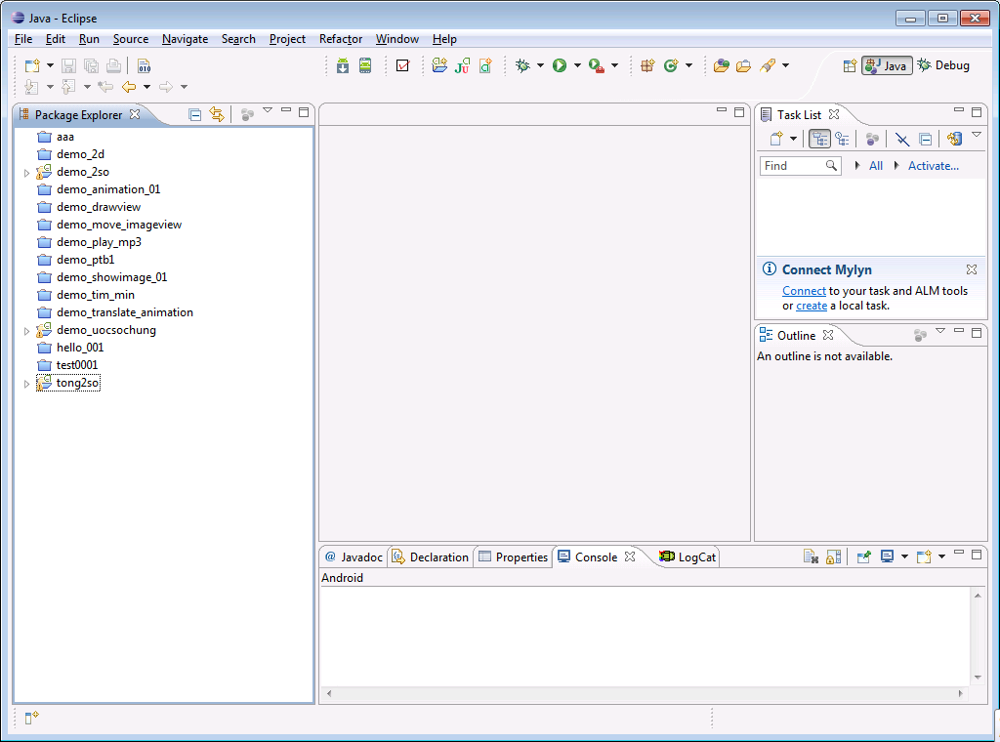 Java - Eclipse
File Edit Run Source Navigate Search Project Refactor Window Help
010
Ju
Java
Debug
Package Explorer
Task List
aaa
demo_2d
demo_2so
demo_animation_01
demo_drawview
demo_move_imageview
demo_play_mp3
demo_ptb1
demo_showimage_01
demo_tim_min
demo_translate_animation
demo_uocsochung
hello_001
test0001
tong2so
Find
All
Activate...
Connect Mylyn
Connect to your task and ALM tools
or create a local task.
Outline
An outline is not available.
@ Javadoc
Declaration
Properties
Console
LogCat
Android